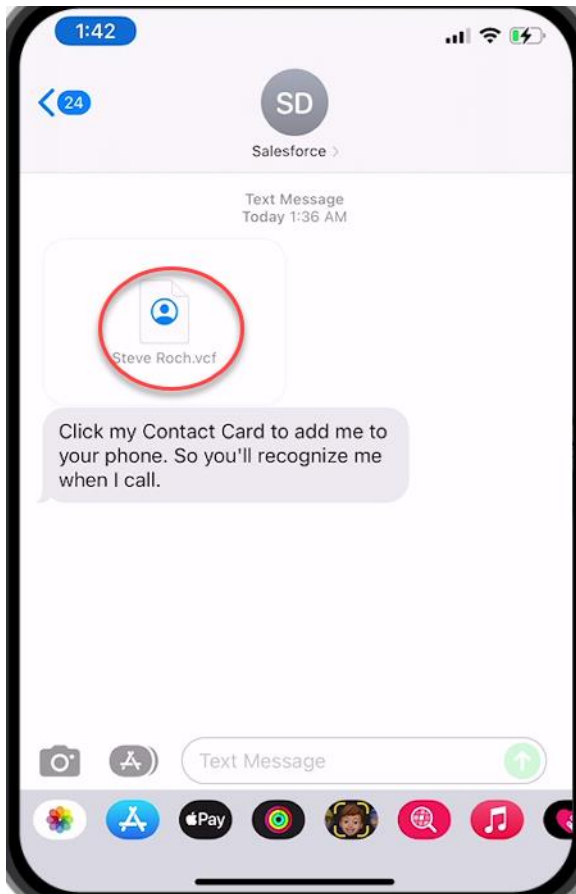 1:42
24
SD
Salesforce >
Text Message
Today 1:36 AM
Steve Roch.vcf
Click my Contact Card to add me to
your phone. So you'll recognize me
when I call.
Text Message
Pay